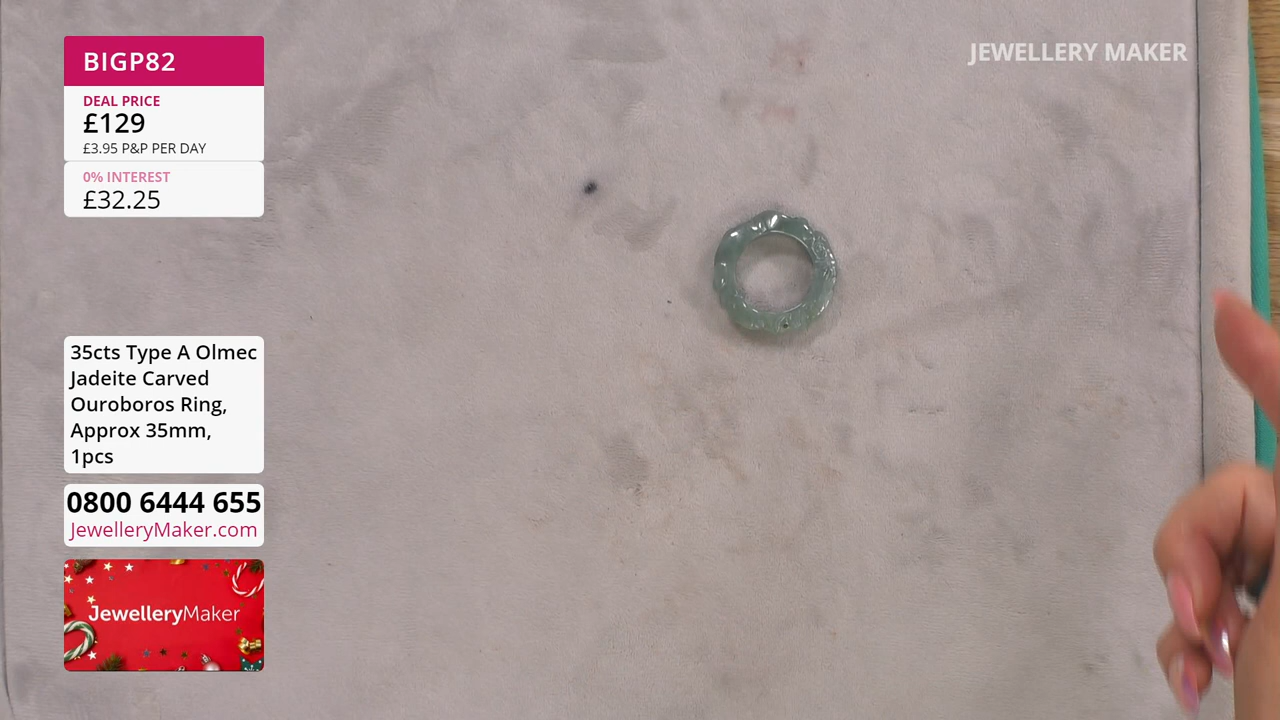 BIGP82
DEAL PRICE
£129
£3.95 P&P PER DAY
0% INTEREST
£32.25
35cts Type A Olmec
Jadeite Carved
Ouroboros Ring,
Approx 35mm,
1pcs
0800 6444 655
JewelleryMaker.com
JewelleryMaker
JEWELLERY MAKER